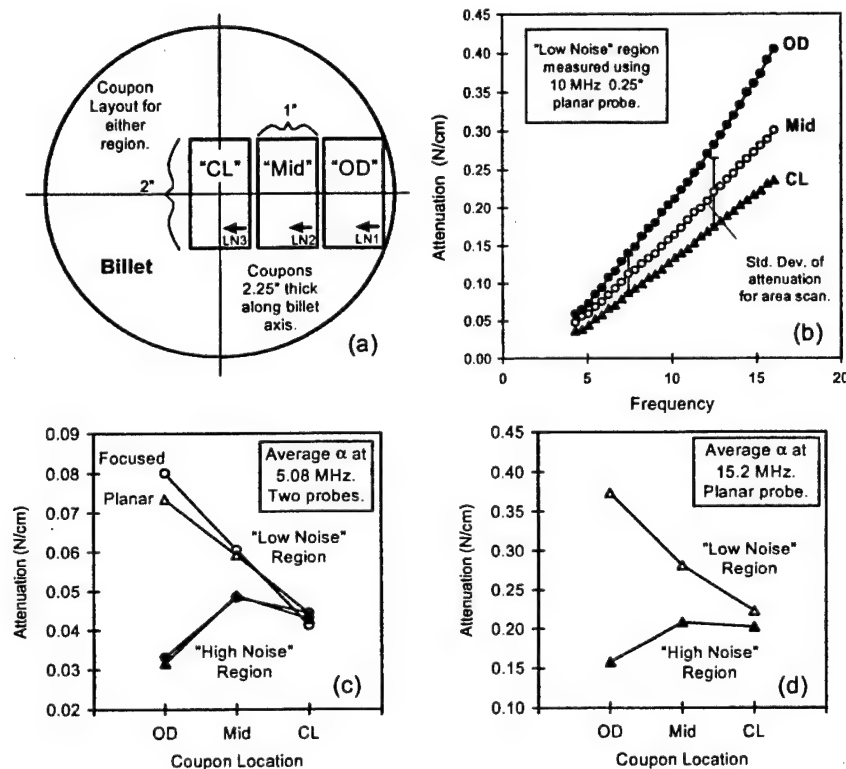 Coupon
Layout for
either
region.
1"
2"
"CL"
"Mid"
"OD"
LN3
LN2
LN1
Billet
Coupons
2.25" thick
along billet
axis.
(a)
Attenuation (N/cm)
0.45
0.40
0.35
0.30
0.25
0.20
0.15
0.10
0.05
0.00
"Low Noise" region
measured using
10 MHz 0.25"
planar probe.
OD
Mid
CL
Std. Dev. of
attenuation
for area scan.
(b)
0 5 10 15 20
Frequency
Attenuation (N/cm)
0.09
0.08
0.07
0.06
0.05
0.04
0.03
0.02
Focused
Planar
Average α at
5.08 MHz.
Two probes.
"Low Noise"
Region
"High Noise"
Region
(c)
OD Mid CL
Coupon Location
Attenuation (N/cm)
0.45
0.40
0.35
0.30
0.25
0.20
0.15
0.10
Average α at
15.2 MHz.
Planar probe.
"Low Noise"
Region
"High Noise"
Region
(d)
OD Mid CL
Coupon Location